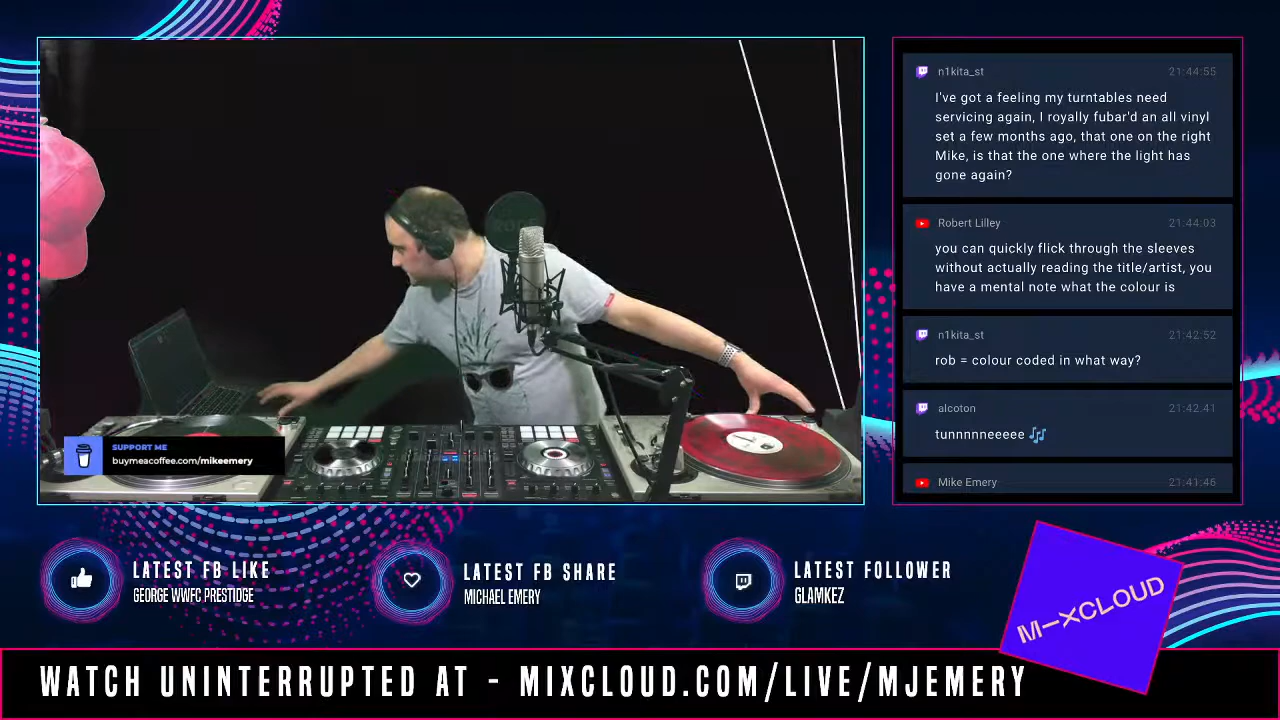 n1kita_st
21:44:55
I've got a feeling my turntables need
servicing again, I royally fubar'd an all vinyl
set a few months ago, that one on the right
Mike, is that the one where the light has
gone again?
Robert Lilley
21:44:03
you can quickly flick through the sleeves
without actually reading the title/artist, you
have a mental note what the colour is
n1kita_st
21:42:52
rob = colour coded in what way?
alcoton
21:42:41
tunnnnneeeee 🎶
Mike Emery
21:41:46
SUPPORT ME
buymeacoffee.com/mikeemery
LATEST FB LIKE
GEORGE WWFC PRESTIDGE
LATEST FB SHARE
MICHAEL EMERY
LATEST FOLLOWER
GLAMKEZ
M-XCLOUD
WATCH UNINTERRUPTED AT - MIXCLOUD.COM/LIVE/MJEMERY